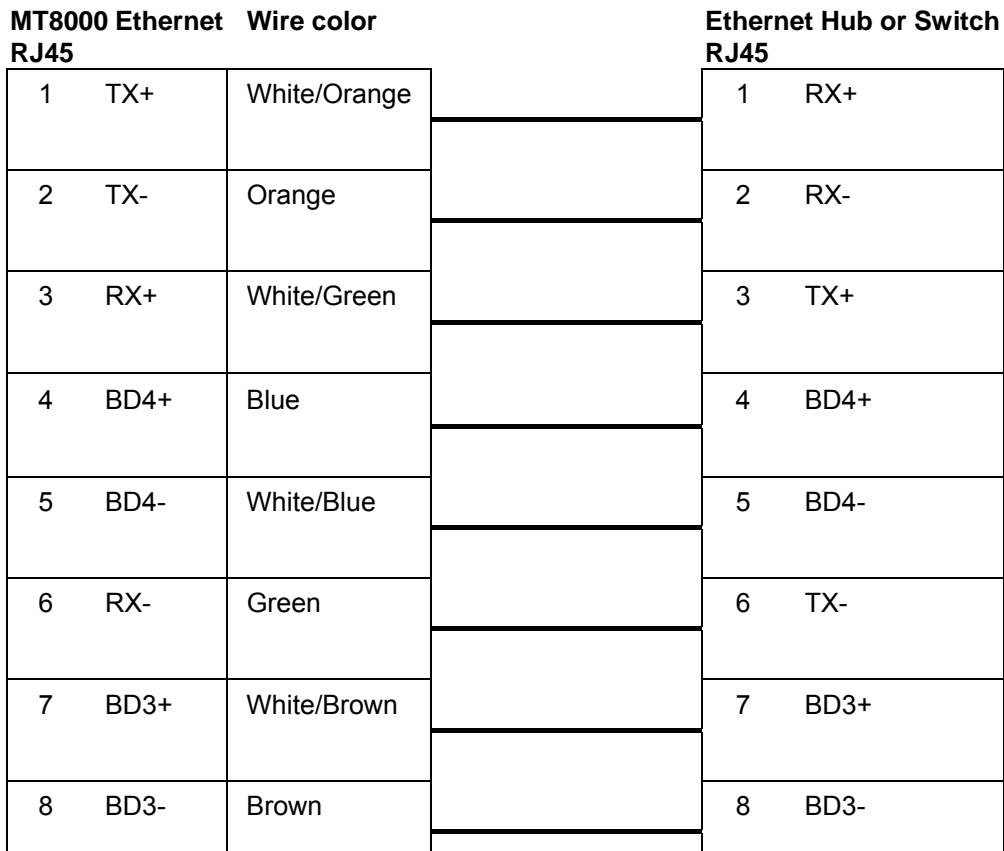 MT8000 Ethernet RJ45 Wire color Ethernet Hub or Switch RJ45
1 TX+ White/Orange 1 RX+
2 TX- Orange 2 RX-
3 RX+ White/Green 3 TX+
4 BD4+ Blue 4 BD4+
5 BD4- White/Blue 5 BD4-
6 RX- Green 6 TX-
7 BD3+ White/Brown 7 BD3+
8 BD3- Brown 8 BD3-